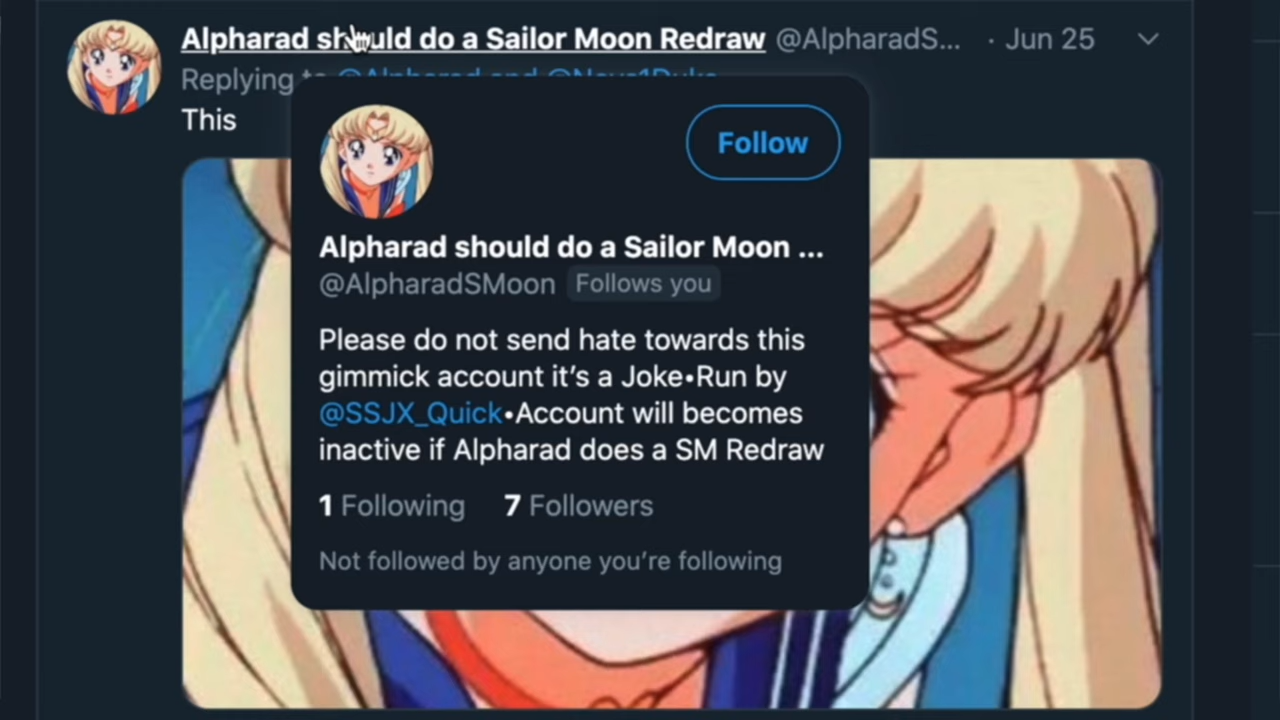 Alpharad should do a Sailor Moon Redraw @AlpharadS... · Jun 25
Replying to @Alpharad and
This
Follow
Alpharad should do a Sailor Moon ...
@AlpharadSMoon Follows you
Please do not send hate towards this
gimmick account it’s a Joke•Run by
@SSJX_Quick•Account will becomes
inactive if Alpharad does a SM Redraw
1 Following 7 Followers
Not followed by anyone you’re following